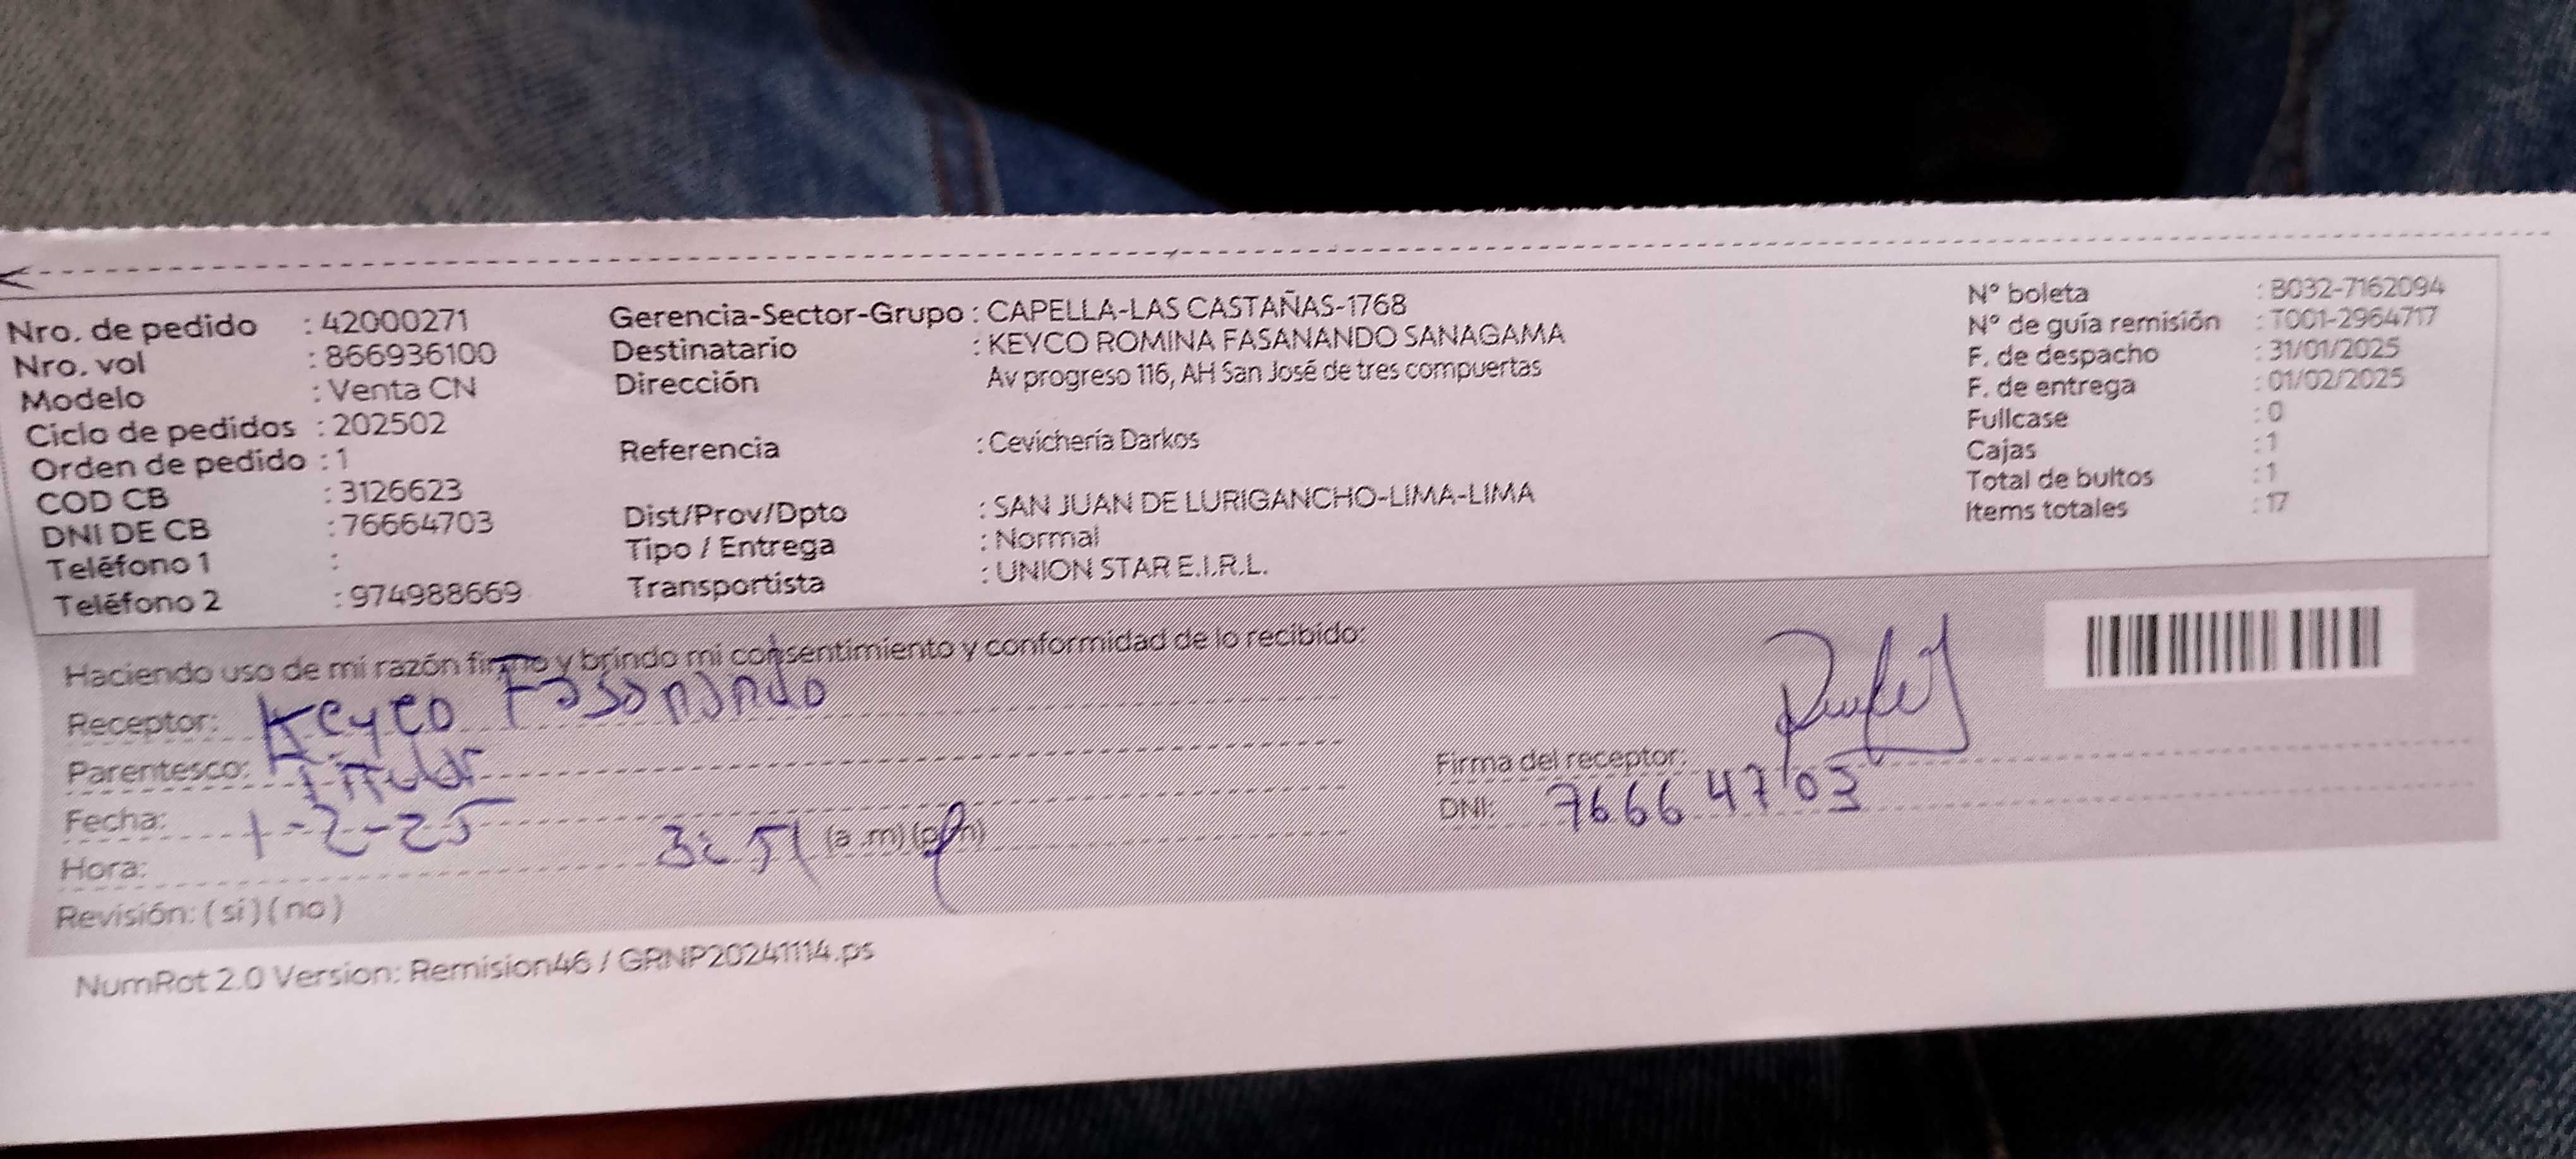 Nro. de pedido : 42000271
Nro. vol : 866936100
Modelo : Venta CN
Ciclo de pedidos : 202502
Orden de pedido : 1
COD CB : 3126623
DNI DE CB : 76664703
Teléfono 1 :
Teléfono 2 : 974988669
Gerencia-Sector-Grupo : CAPELLA-LAS CASTAÑAS-1768
Destinatario : KEYCO ROMINA FASANANDO SANAGAMA
Dirección Av progreso 116, AH San José de tres compuertas
Referencia : Cevichería Darkos
Dist/Prov/Dpto : SAN JUAN DE LURIGANCHO-LIMA-LIMA
Tipo / Entrega : Normal
Transportista : UNION STAR E.I.R.L.
N° boleta : B032-7162094
N° de guía remisión : T001-2964717
F. de despacho : 31/01/2025
F. de entrega : 01/02/2025
Fullcase : 0
Cajas : 1
Total de bultos : 1
Items totales : 17
Haciendo uso de mi razón firmo y brindo mi consentimiento y conformidad de lo recibido:
Receptor: Keyco Fasanando
Parentesco: Titular
Fecha: 1-2-25
Hora: 3:51 (a .m) (p.m)
Revisión: ( si ) ( no )
Firma del receptor:
DNI: 76664703
NumRot 2.0 Version: Remision46 / GRNP20241114.ps